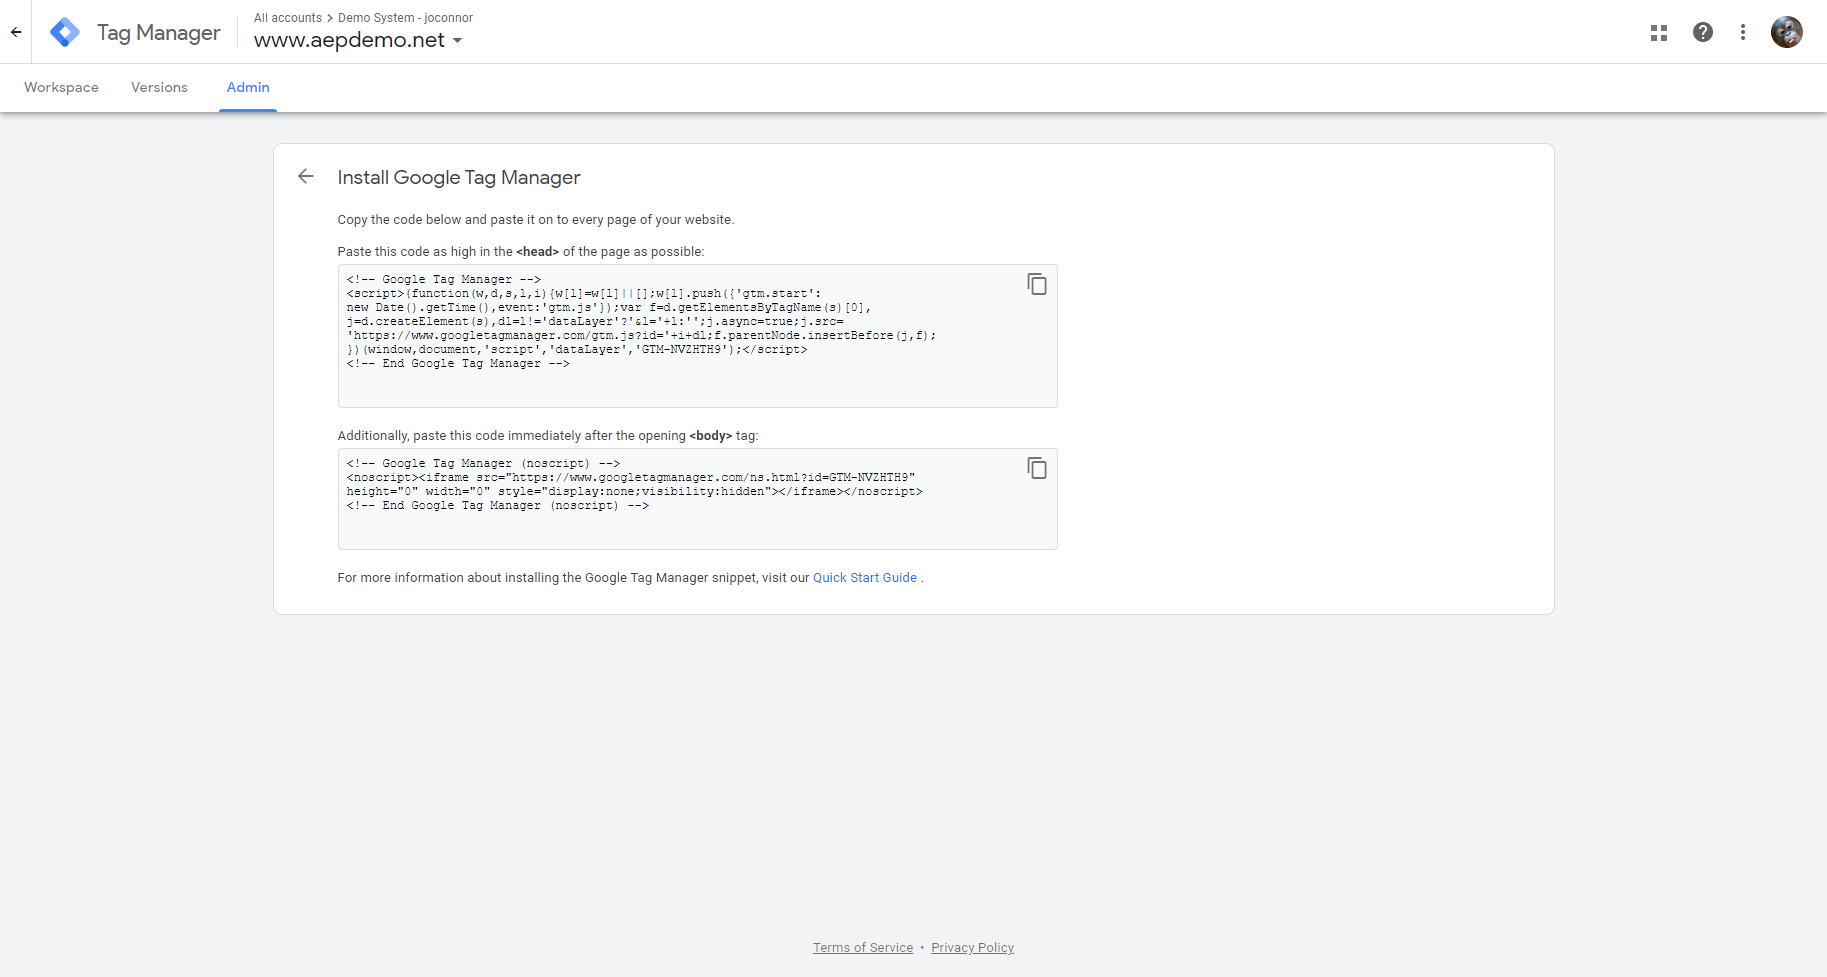 Tag Manager
All accounts > Demo System - joconnor
www.aepdemo.net
Workspace Versions Admin
Install Google Tag Manager
Copy the code below and paste it on to every page of your website.
Paste this code as high in the <head> of the page as possible:
<!-- Google Tag Manager -->
<script>(function(w,d,s,l,i){w[l]=w[l]||[];w[l].push({'gtm.start':
new Date().getTime(),event:'gtm.js'});var f=d.getElementsByTagName(s)[0],
j=d.createElement(s),dl=l!='dataLayer'?'&l='+l:'';j.async=true;j.src=
'https://www.googletagmanager.com/gtm.js?id='+i+dl;f.parentNode.insertBefore(j,f);
})(window,document,'script','dataLayer','GTM-NVZHTH9');</script>
<!-- End Google Tag Manager -->
Additionally, paste this code immediately after the opening <body> tag:
<!-- Google Tag Manager (noscript) -->
<noscript><iframe src="https://www.googletagmanager.com/ns.html?id=GTM-NVZHTH9"
height="0" width="0" style="display:none;visibility:hidden"></iframe></noscript>
<!-- End Google Tag Manager (noscript) -->
For more information about installing the Google Tag Manager snippet, visit our Quick Start Guide .
Terms of Service • Privacy Policy